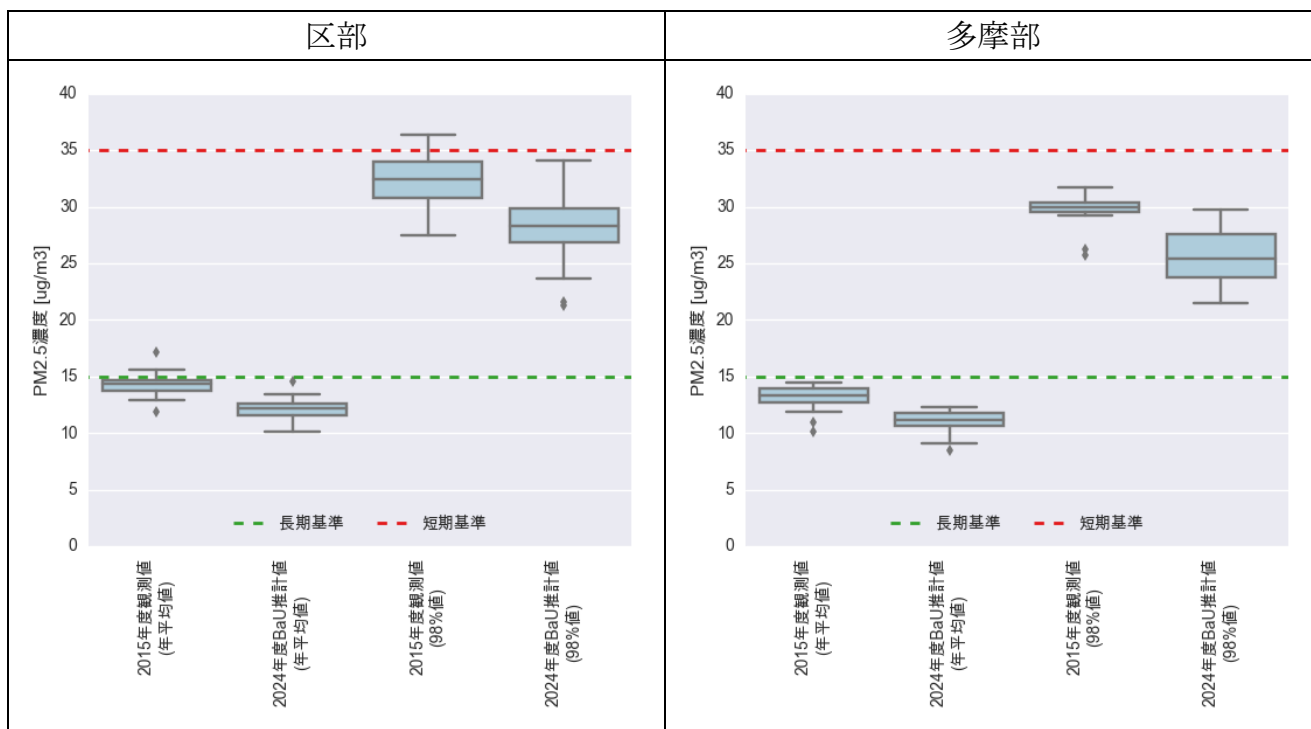 区部
多摩部
PM2.5濃度 [ug/m3]
40
35
30
25
20
15
10
5
0
長期基準
短期基準
2015年度観測値
(年平均値)
2024年度BaU推計値
(年平均値)
2015年度観測値
(98%値)
2024年度BaU推計値
(98%値)
PM2.5濃度 [ug/m3]
40
35
30
25
20
15
10
5
0
長期基準
短期基準
2015年度観測値
(年平均値)
2024年度BaU推計値
(年平均値)
2015年度観測値
(98%値)
2024年度BaU推計値
(98%値)